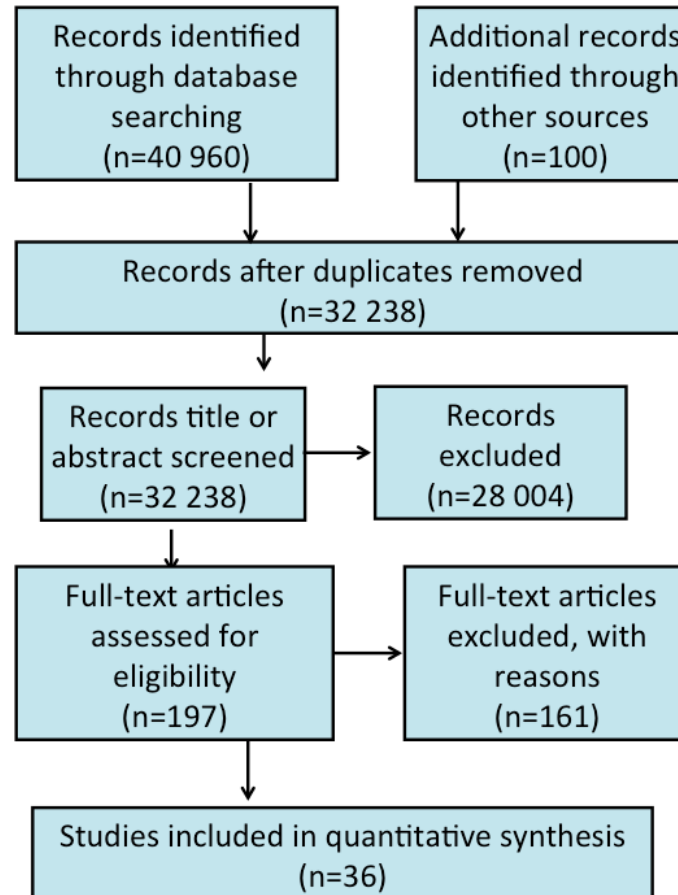 Records identified
through database
searching
(n=40 960)
Additional records
identified through
other sources
(n=100)
Records after duplicates removed
(n=32 238)
Records title or
abstract screened
(n=32 238)
Records
excluded
(n=28 004)
Full-text articles
assessed for
eligibility
(n=197)
Full-text articles
excluded, with
reasons
(n=161)
Studies included in quantitative synthesis
(n=36)